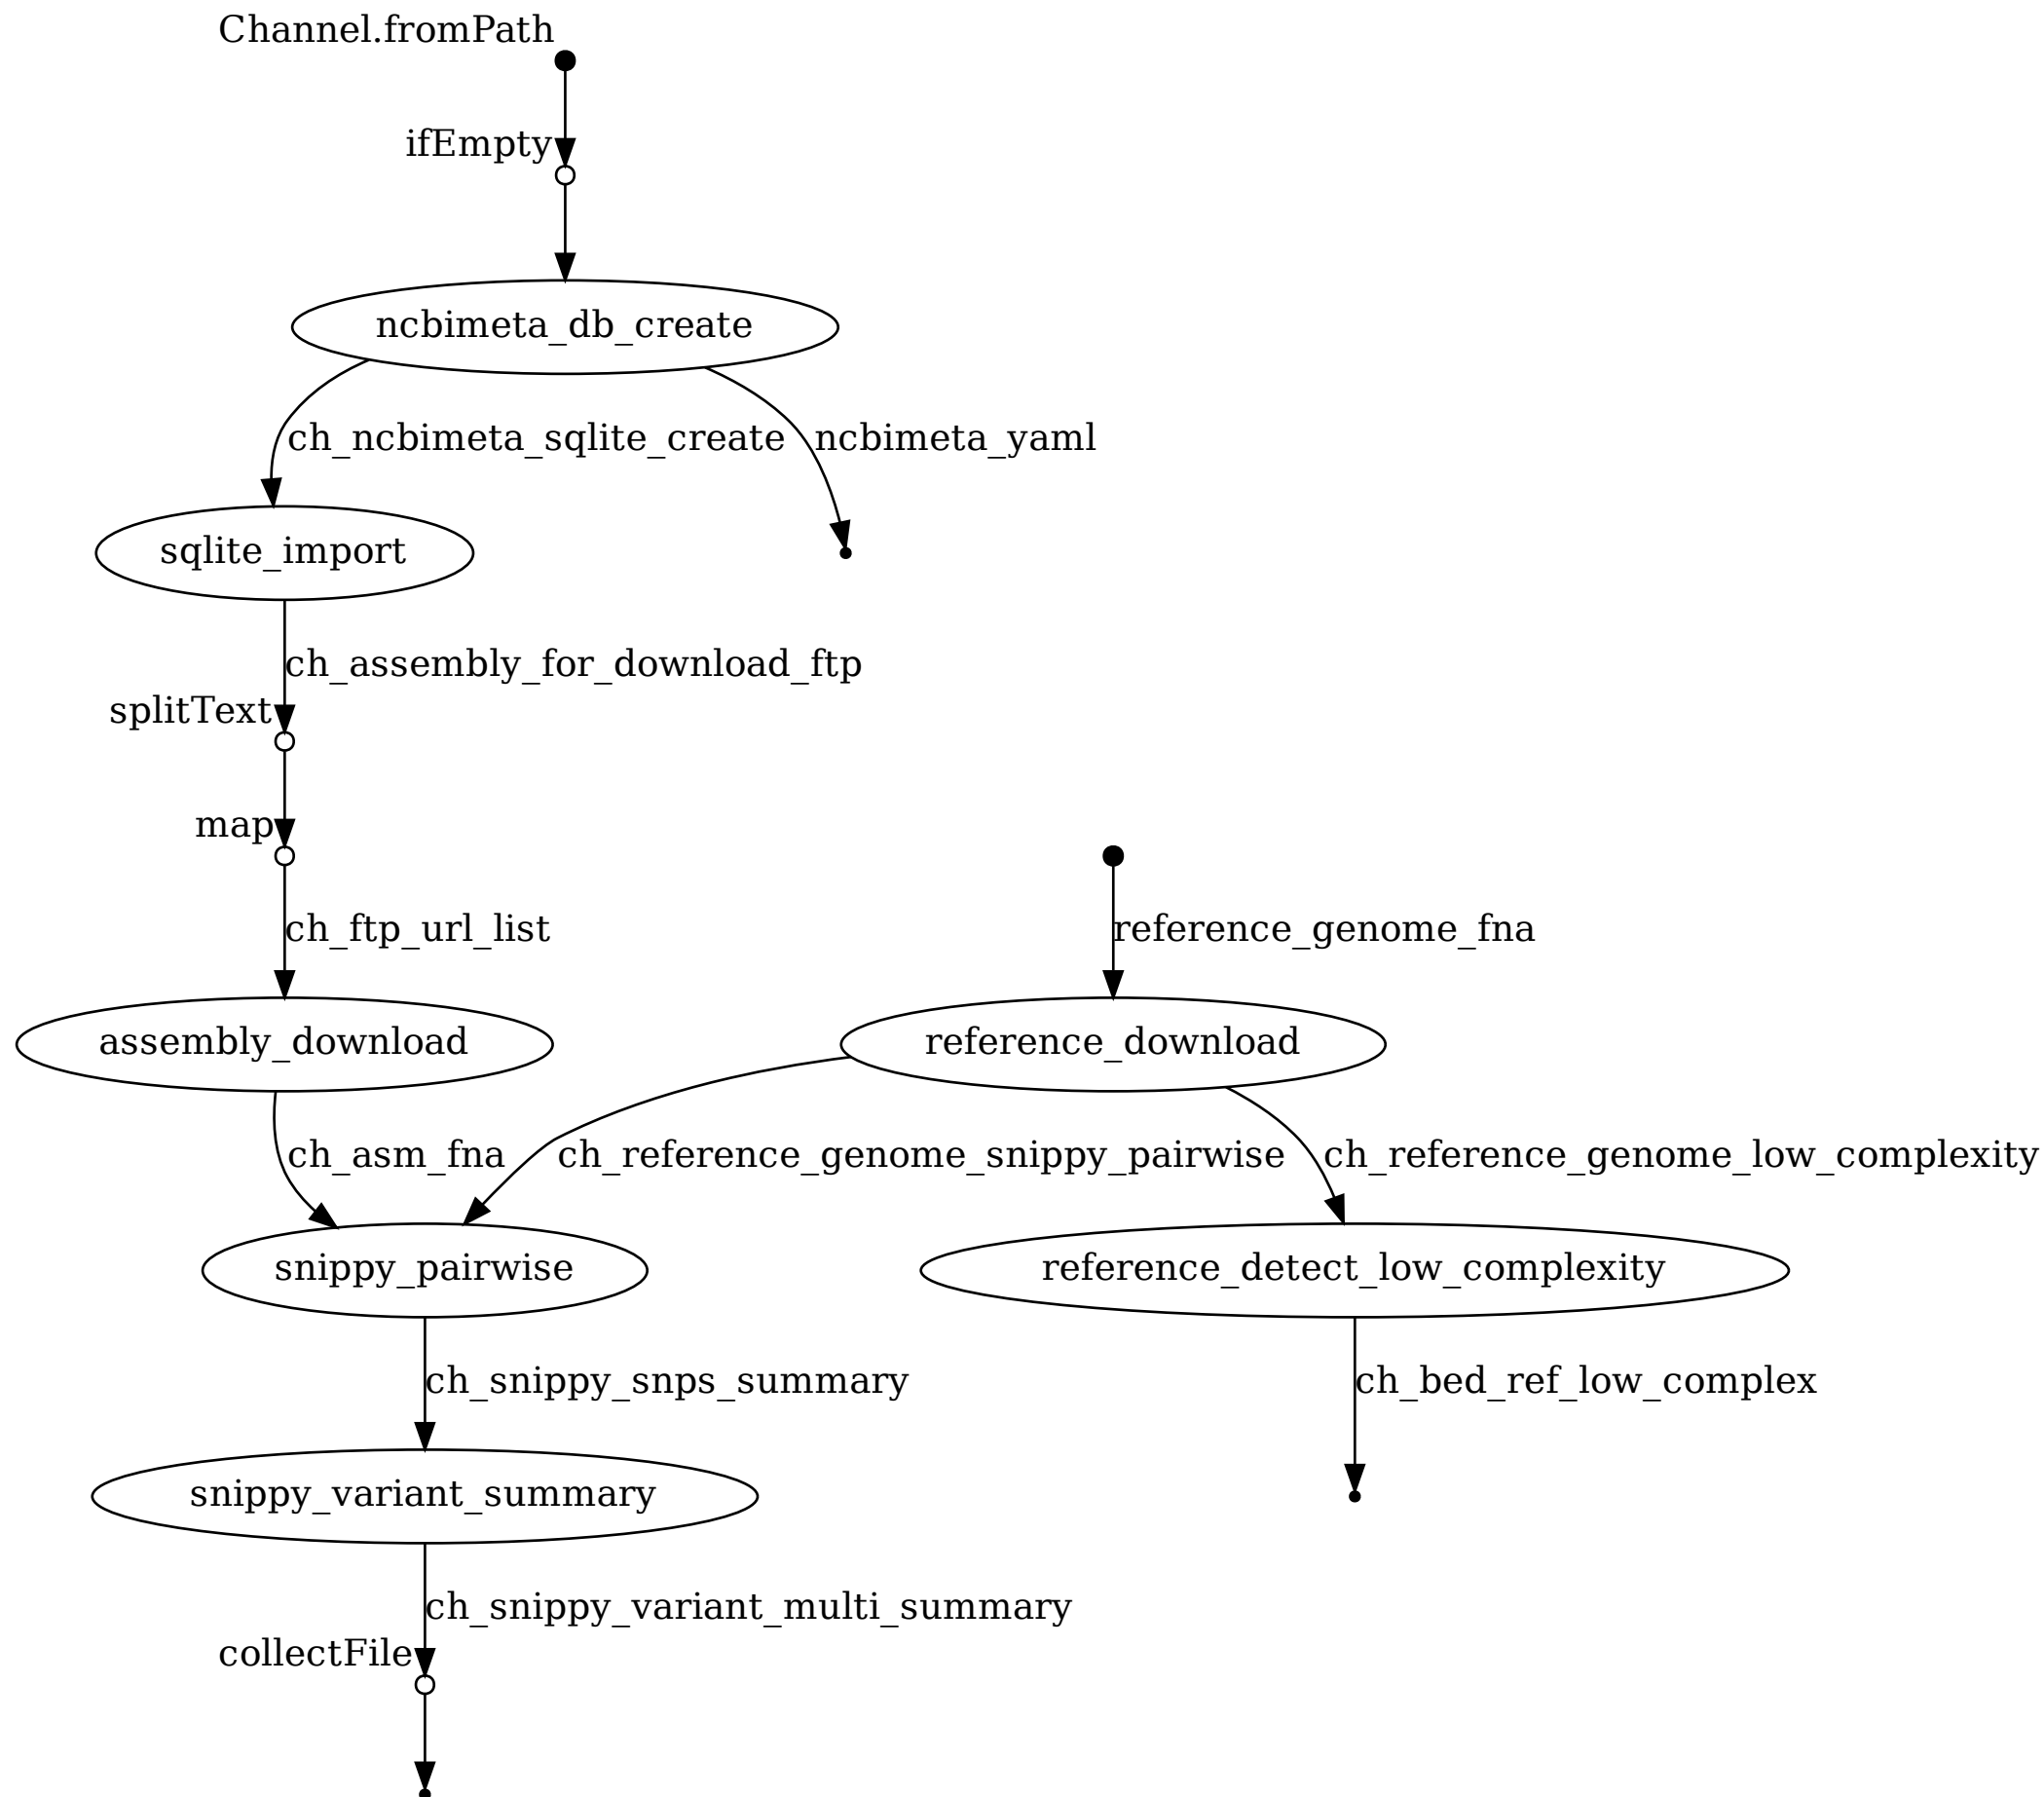 Channel.fromPath
ifEmpty
ncbimeta_db_create
ch_ncbimeta_sqlite_create
ncbimeta_yaml
sqlite_import
ch_assembly_for_download_ftp
splitText
map
ch_ftp_url_list
reference_genome_fna
assembly_download
reference_download
ch_asm_fna
ch_reference_genome_snippy_pairwise
ch_reference_genome_low_complexity
snippy_pairwise
reference_detect_low_complexity
ch_snippy_snps_summary
ch_bed_ref_low_complex
snippy_variant_summary
ch_snippy_variant_multi_summary
collectFile